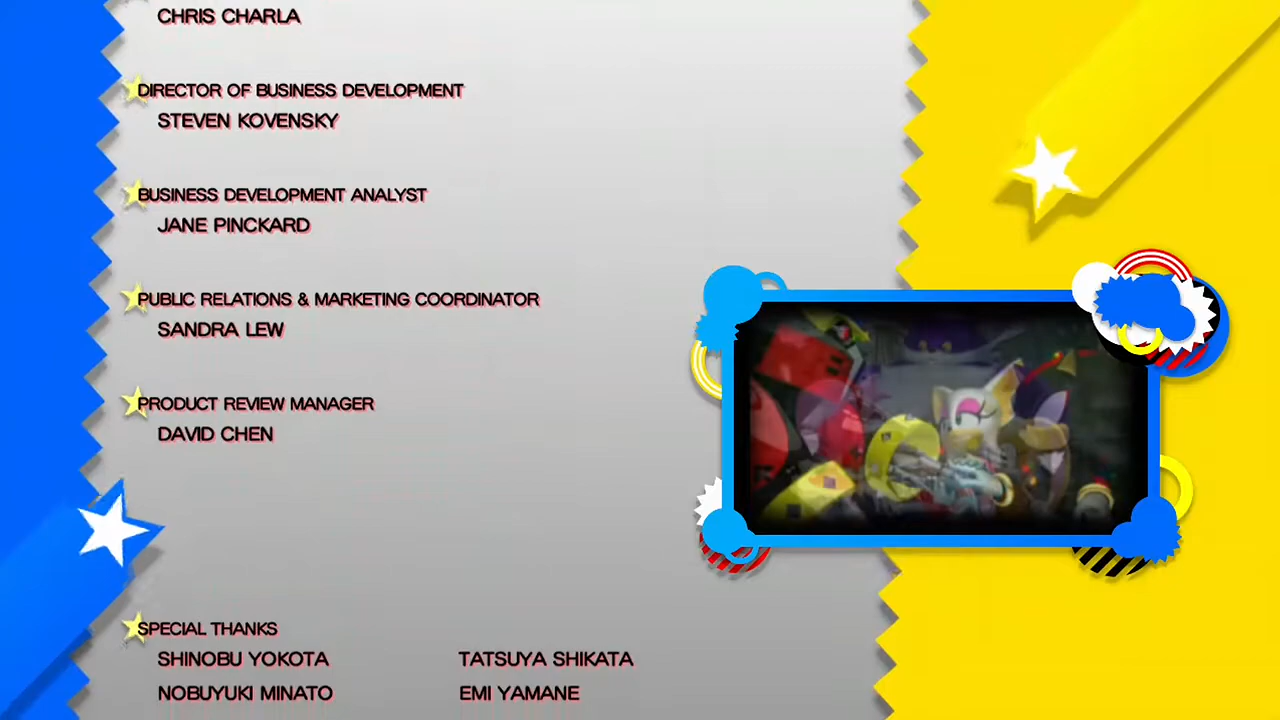 CHRIS CHARLA
DIRECTOR OF BUSINESS DEVELOPMENT
STEVEN KOVENSKY
BUSINESS DEVELOPMENT ANALYST
JANE PINCKARD
PUBLIC RELATIONS & MARKETING COORDINATOR
SANDRA LEW
PRODUCT REVIEW MANAGER
DAVID CHEN
SPECIAL THANKS
SHINOBU YOKOTA TATSUYA SHIKATA
NOBUYUKI MINATO EMI YAMANE